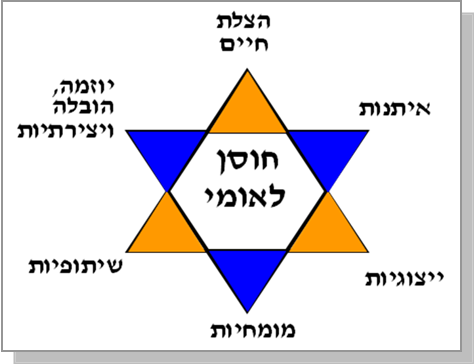 הצלת
חיים
איתנות
יוזמה,
הובלה
ויצירתיות
חוסן
לאומי
ייצוגיות
שיתופיות
מומחיות